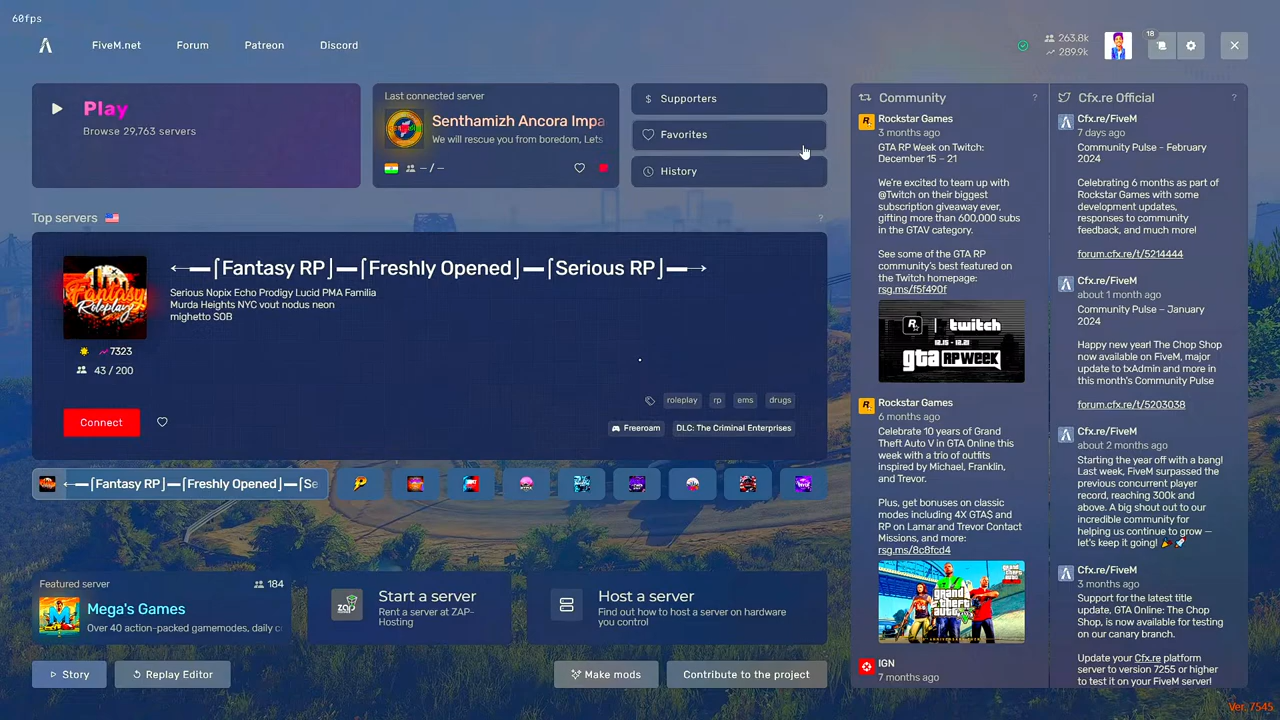 60fps
FiveM.net
Forum
Patreon
Discord
263.8k
289.9k
18
Play
Browse 29,763 servers
Last connected server
Senthamizh Ancora Impa
We will rescue you from boredom, Lets
– / –
Supporters
Favorites
History
Top servers
?
Fantasy
Roleplay
←▬⌠Fantasy RP⌡▬⌠Freshly Opened⌡▬⌠Serious RP⌡▬→
Serious Nopix Echo Prodigy Lucid PMA Familia
Murda Heights NYC vout nodus neon
mighetto SOB
7323
43 / 200
Connect
roleplay
rp
ems
drugs
Freeroam
DLC: The Criminal Enterprises
←▬⌠Fantasy RP⌡▬⌠Freshly Opened⌡▬⌠Se
Featured server
184
Mega's Games
Over 40 action-packed gamemodes, daily c
ZAP
Start a server
Rent a server at ZAP-
Hosting
Host a server
Find out how to host a server on hardware
you control
Story
Replay Editor
Make mods
Contribute to the project
Community
?
Rockstar Games
3 months ago
GTA RP Week on Twitch:
December 15 – 21
We're excited to team up with
@Twitch on their biggest
subscription giveaway ever,
gifting more than 600,000 subs
in the GTAV category.
See some of the GTA RP
community's best featured on
the Twitch homepage:
rsg.ms/f5f490f
R twitch
12.15 - 12.21
gta RP WEEK
Rockstar Games
6 months ago
Celebrate 10 years of Grand
Theft Auto V in GTA Online this
week with a trio of outfits
inspired by Michael, Franklin,
and Trevor.
Plus, get bonuses on classic
modes including 4X GTA$ and
RP on Lamar and Trevor Contact
Missions, and more:
rsg.ms/8c8fcd4
grand
theft
auto
IGN
7 months ago
Cfx.re Official
?
Cfx.re/FiveM
7 days ago
Community Pulse - February
2024
Celebrating 6 months as part of
Rockstar Games with some
development updates,
responses to community
feedback, and much more!
forum.cfx.re/t/5214444
Cfx.re/FiveM
about 1 month ago
Community Pulse – January
2024
Happy new year! The Chop Shop
now available on FiveM, major
update to txAdmin and more in
this month's Community Pulse
forum.cfx.re/t/5203038
Cfx.re/FiveM
about 2 months ago
Starting the year off with a bang!
Last week, FiveM surpassed the
previous concurrent player
record, reaching 300k and
above. A big shout out to our
incredible community for
helping us continue to grow —
let's keep it going! 🎉🚀
Cfx.re/FiveM
3 months ago
Support for the latest title
update, GTA Online: The Chop
Shop, is now available for testing
on our canary branch.
Update your Cfx.re platform
server to version 7255 or higher
to test it on your FiveM server!
Ver. 7545